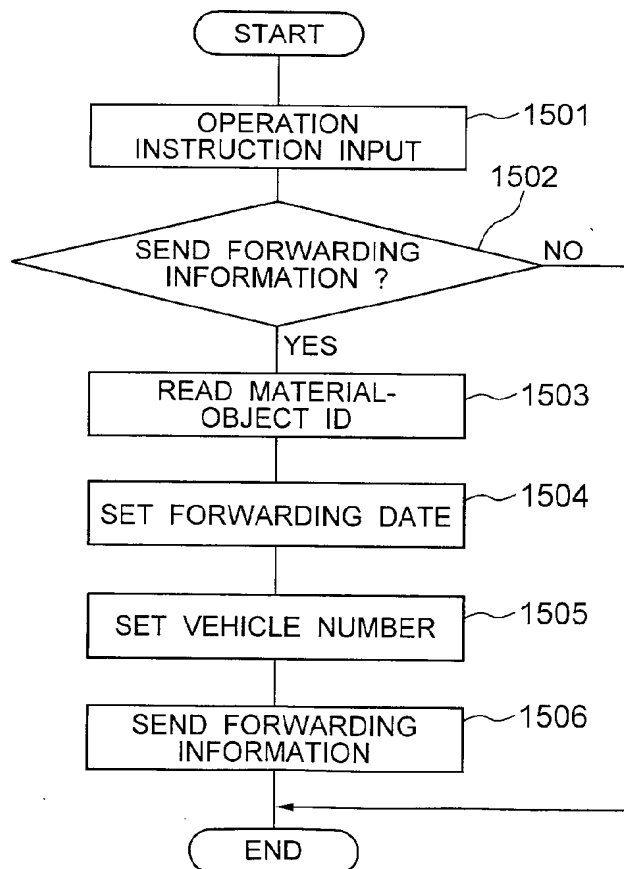 START
OPERATION
INSTRUCTION INPUT
1501
1502
SEND FORWARDING
INFORMATION ?
NO
YES
READ MATERIAL-
OBJECT ID
1503
SET FORWARDING DATE
1504
SET VEHICLE NUMBER
1505
SEND FORWARDING
INFORMATION
1506
END